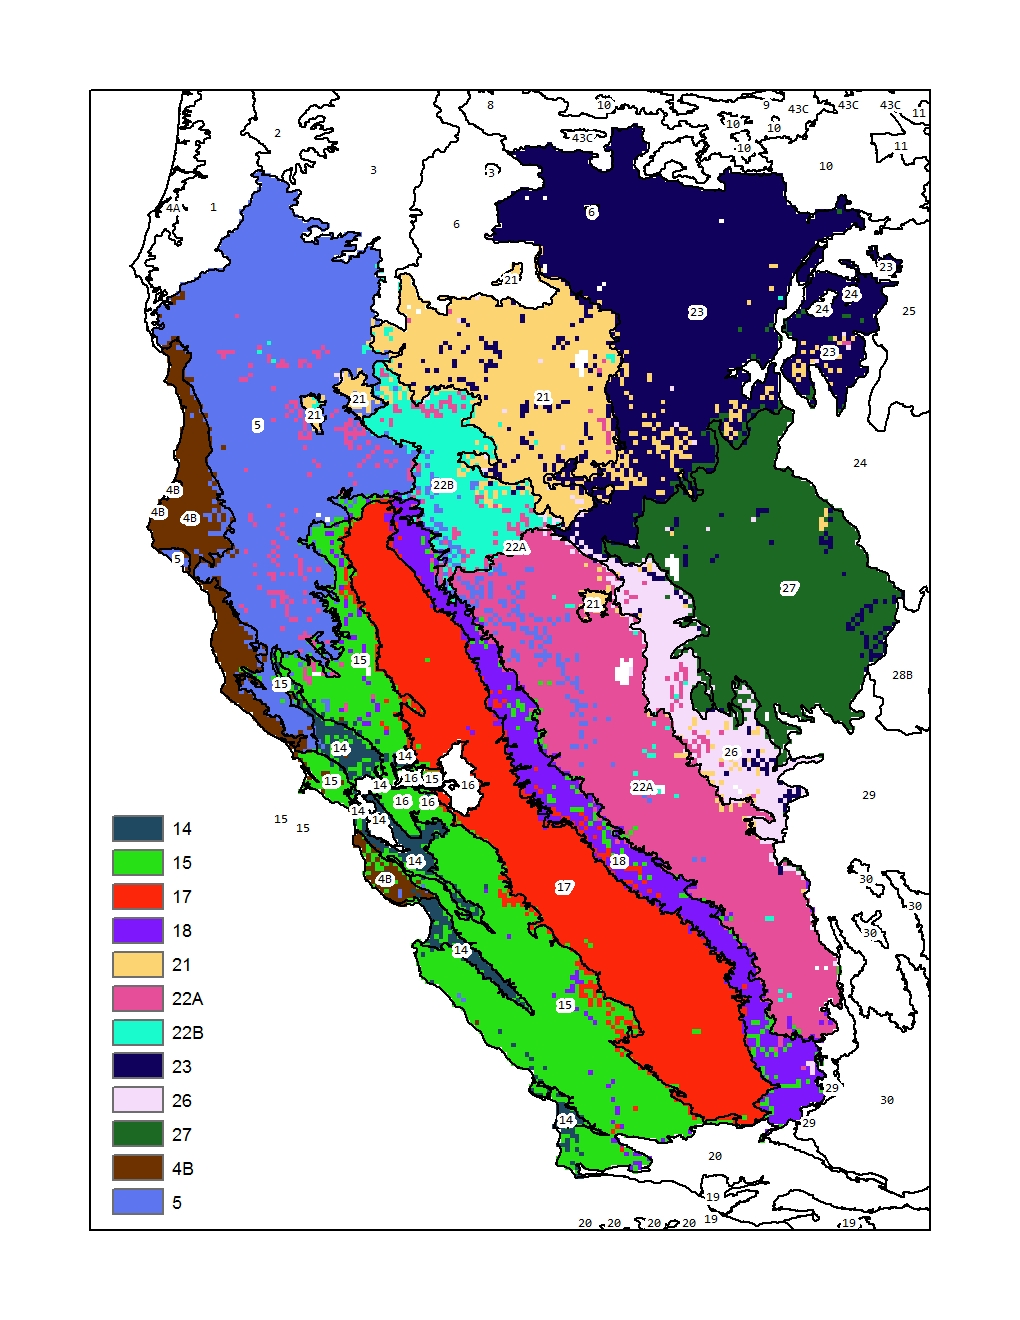 8 10 9 43C 43C 43C 11
10
2 43C 10 11
10
3 3 10
4A 1 6 6
23
21 24
24 25
23
23
21 21
21
5
24
22B
4B
4B 4B
22A
5
27
21
15
28B
15
14 14 26
15 14 16 15 16 22A
16 16 29
14 14
15 15
14
15 14 18
17 4B 17 30
18 30
21 30
22A 14
22B 15
23
26 29 30
27 14 29
4B 20
5 19
20 20 20 20 19 19